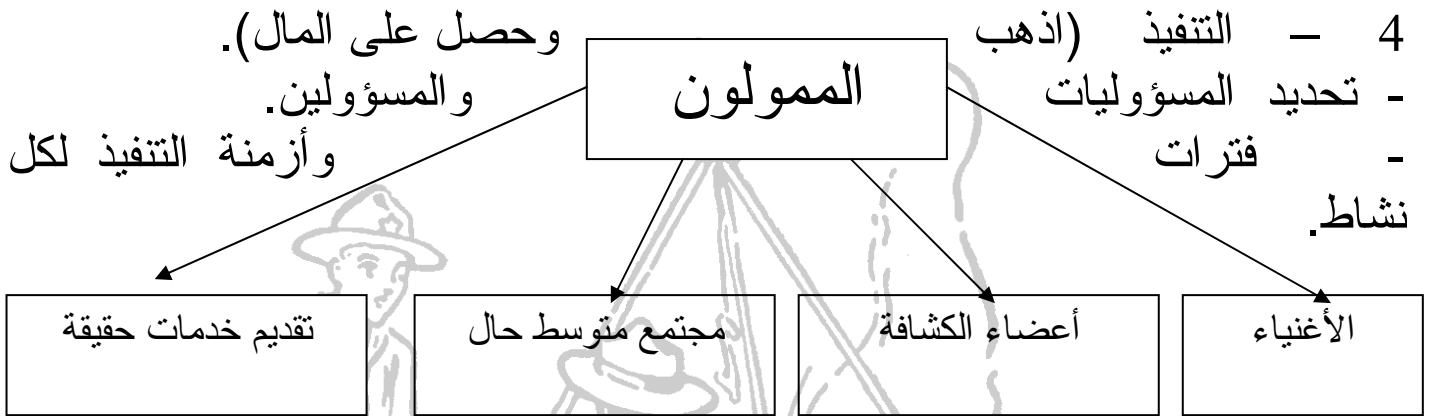 4 – التنفيذ (اذهب وحصل على المال).
- تحديد المسؤوليات والمسؤولين.
- فترات وأزمنة التنفيذ لكل
نشاط.
الممولون
الأغنياء
أعضاء الكشافة
مجتمع متوسط حال
تقديم خدمات حقيقة